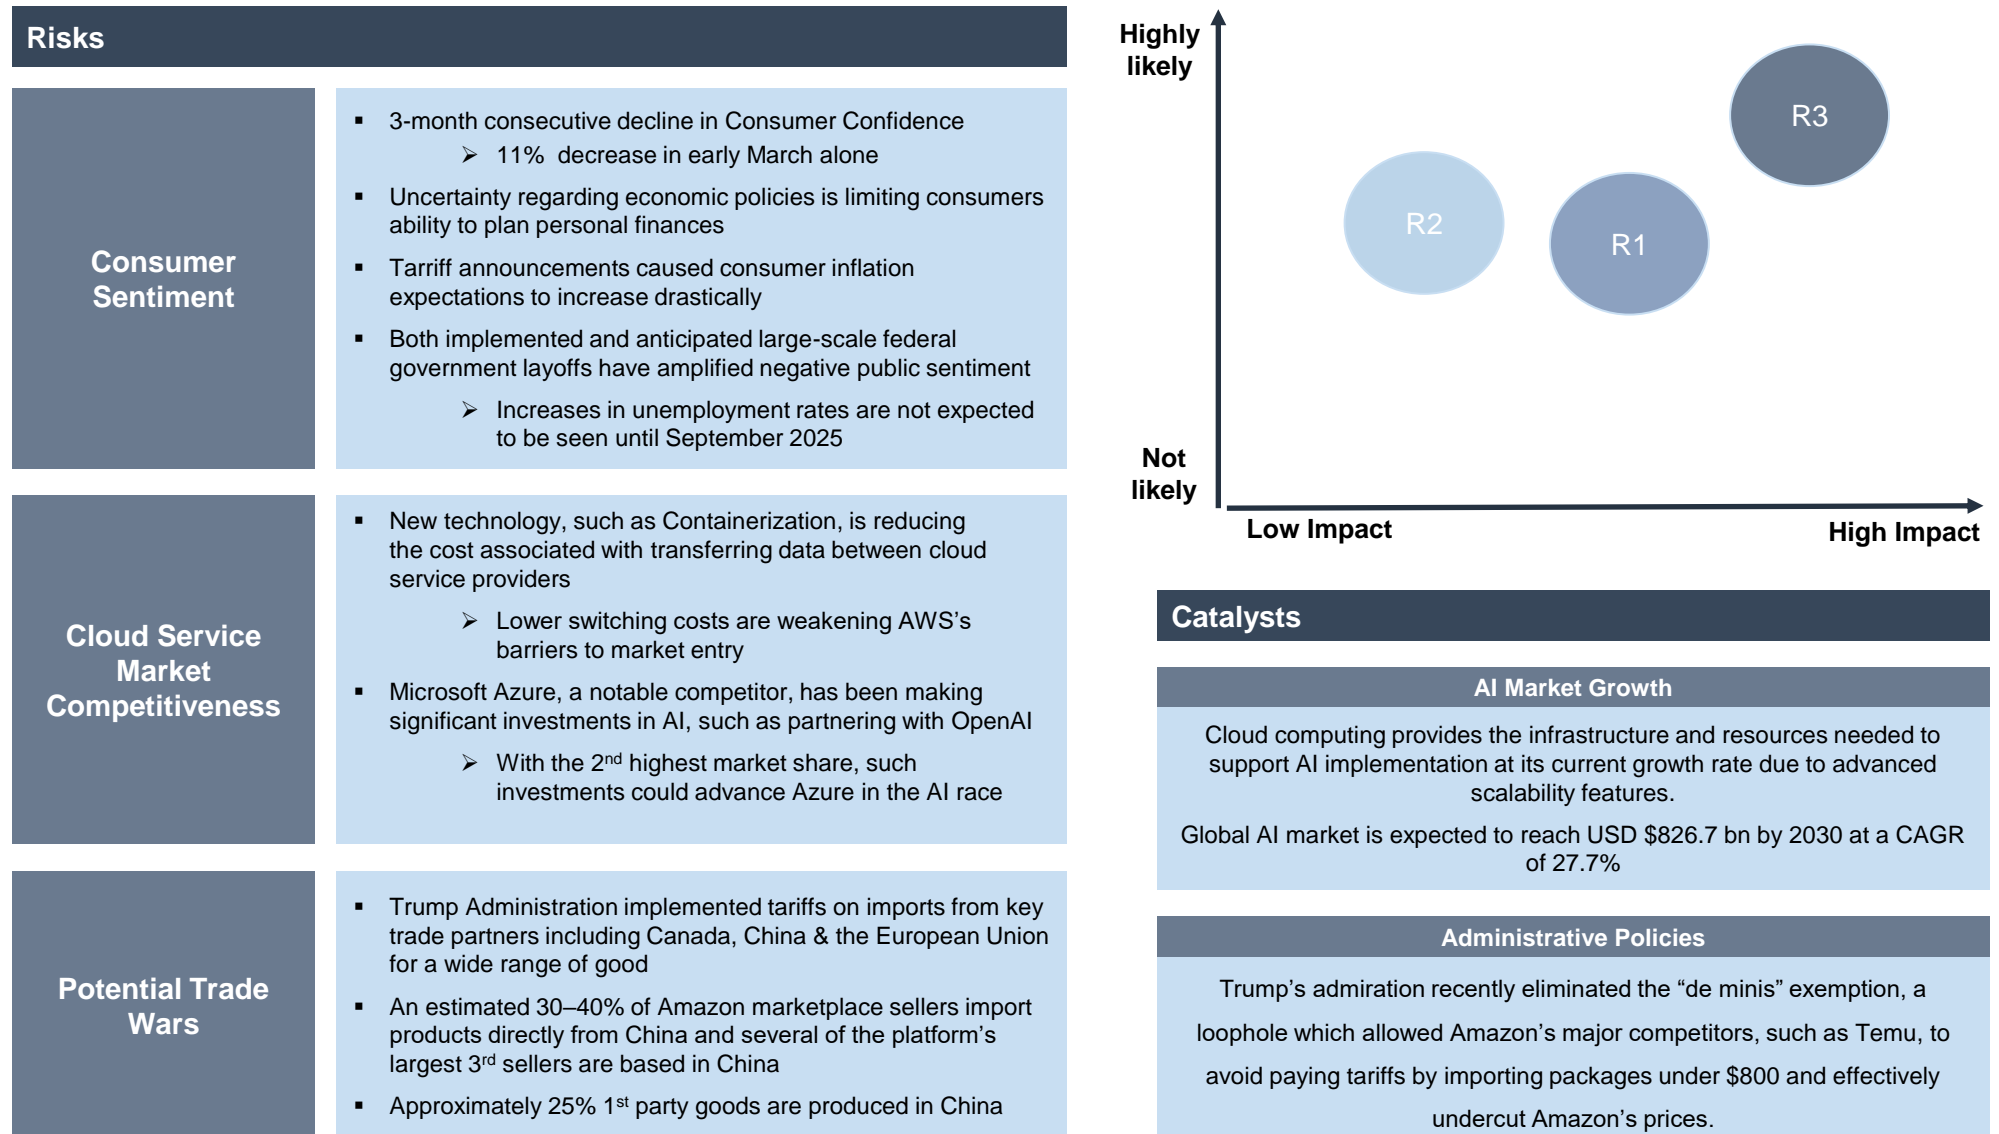 Risks
Consumer
Sentiment
▪ 3-month consecutive decline in Consumer Confidence
➢ 11%  decrease in early March alone
▪ Uncertainty regarding economic policies is limiting consumers
ability to plan personal finances
▪ Tarriff announcements caused consumer inflation
expectations to increase drastically
▪ Both implemented and anticipated large-scale federal
government layoffs have amplified negative public sentiment
➢ Increases in unemployment rates are not expected
to be seen until September 2025
Cloud Service
Market
Competitiveness
▪ New technology, such as Containerization, is reducing
the cost associated with transferring data between cloud
service providers
➢ Lower switching costs are weakening AWS’s
barriers to market entry
▪ Microsoft Azure, a notable competitor, has been making
significant investments in AI, such as partnering with OpenAI
➢ With the 2nd highest market share, such
investments could advance Azure in the AI race
Potential Trade
Wars
▪ Trump Administration implemented tariffs on imports from key
trade partners including Canada, China & the European Union
for a wide range of good
▪ An estimated 30–40% of Amazon marketplace sellers import
products directly from China and several of the platform’s
largest 3rd sellers are based in China
▪ Approximately 25% 1st party goods are produced in China
Highly
likely
R3
R2
R1
Not
likely
Low Impact
High Impact
Catalysts
AI Market Growth
Cloud computing provides the infrastructure and resources needed to
support AI implementation at its current growth rate due to advanced
scalability features.
Global AI market is expected to reach USD $826.7 bn by 2030 at a CAGR
of 27.7%
Administrative Policies
Trump’s admiration recently eliminated the “de minis” exemption, a
loophole which allowed Amazon’s major competitors, such as Temu, to
avoid paying tariffs by importing packages under $800 and effectively
undercut Amazon’s prices.